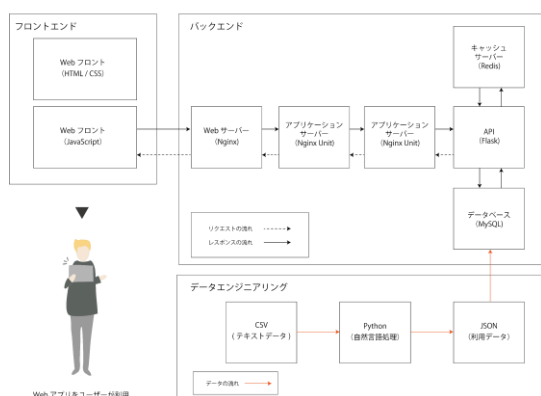 フロントエンド
Web フロント
(HTML / CSS)
Web フロント
(JavaScript)
Web アプリをユーザーが利用
バックエンド
キャッシュ
サーバー
(Redis)
Web サーバー
(Nginx)
アプリケーション
サーバー
(Nginx Unit)
アプリケーション
サーバー
(Nginx Unit)
API
(Flask)
データベース
(MySQL)
リクエストの流れ
レスポンスの流れ
データエンジニアリング
CSV
( テキストデータ )
Python
(自然言語処理)
JSON
(利用データ)
データの流れ